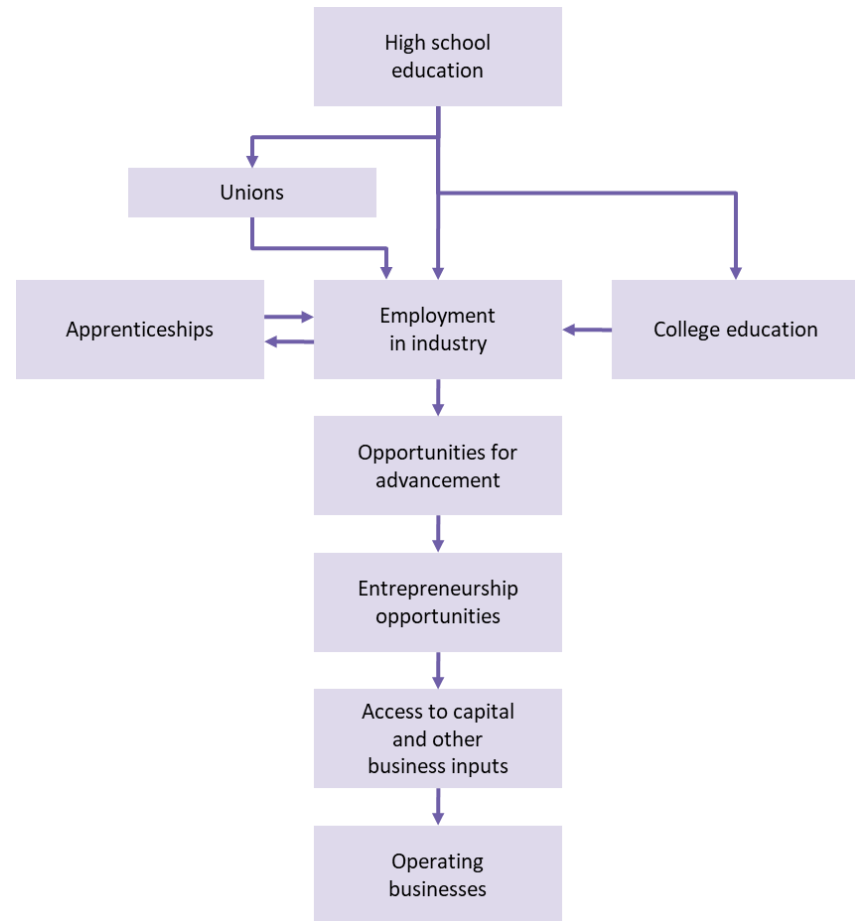 High school
education
Unions
Apprenticeships
Employment
in industry
College education
Opportunities for
advancement
Entrepreneurship
opportunities
Access to capital
and other
business inputs
Operating
businesses